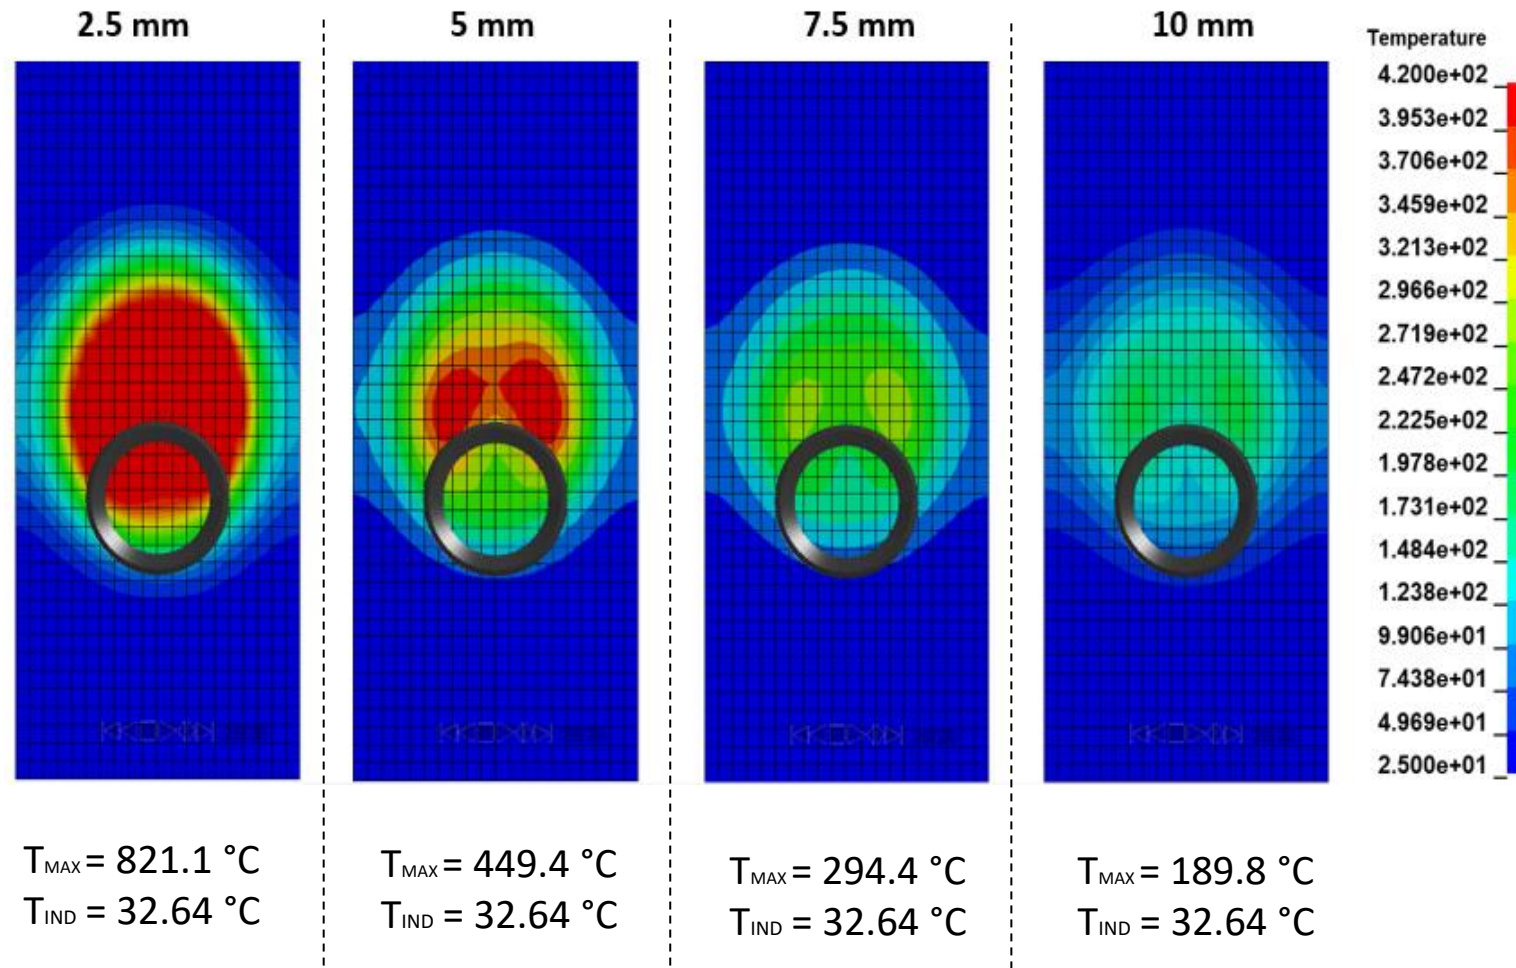 2.5 mm
5 mm
7.5 mm
10 mm
Temperature
4.200e+02
3.953e+02
3.706e+02
3.459e+02
3.213e+02
2.966e+02
2.719e+02
2.472e+02
2.225e+02
1.978e+02
1.731e+02
1.484e+02
1.238e+02
9.906e+01
7.438e+01
4.969e+01
2.500e+01
TMAX = 821.1 °C
TIND = 32.64 °C
TMAX = 449.4 °C
TIND = 32.64 °C
TMAX = 294.4 °C
TIND = 32.64 °C
TMAX = 189.8 °C
TIND = 32.64 °C